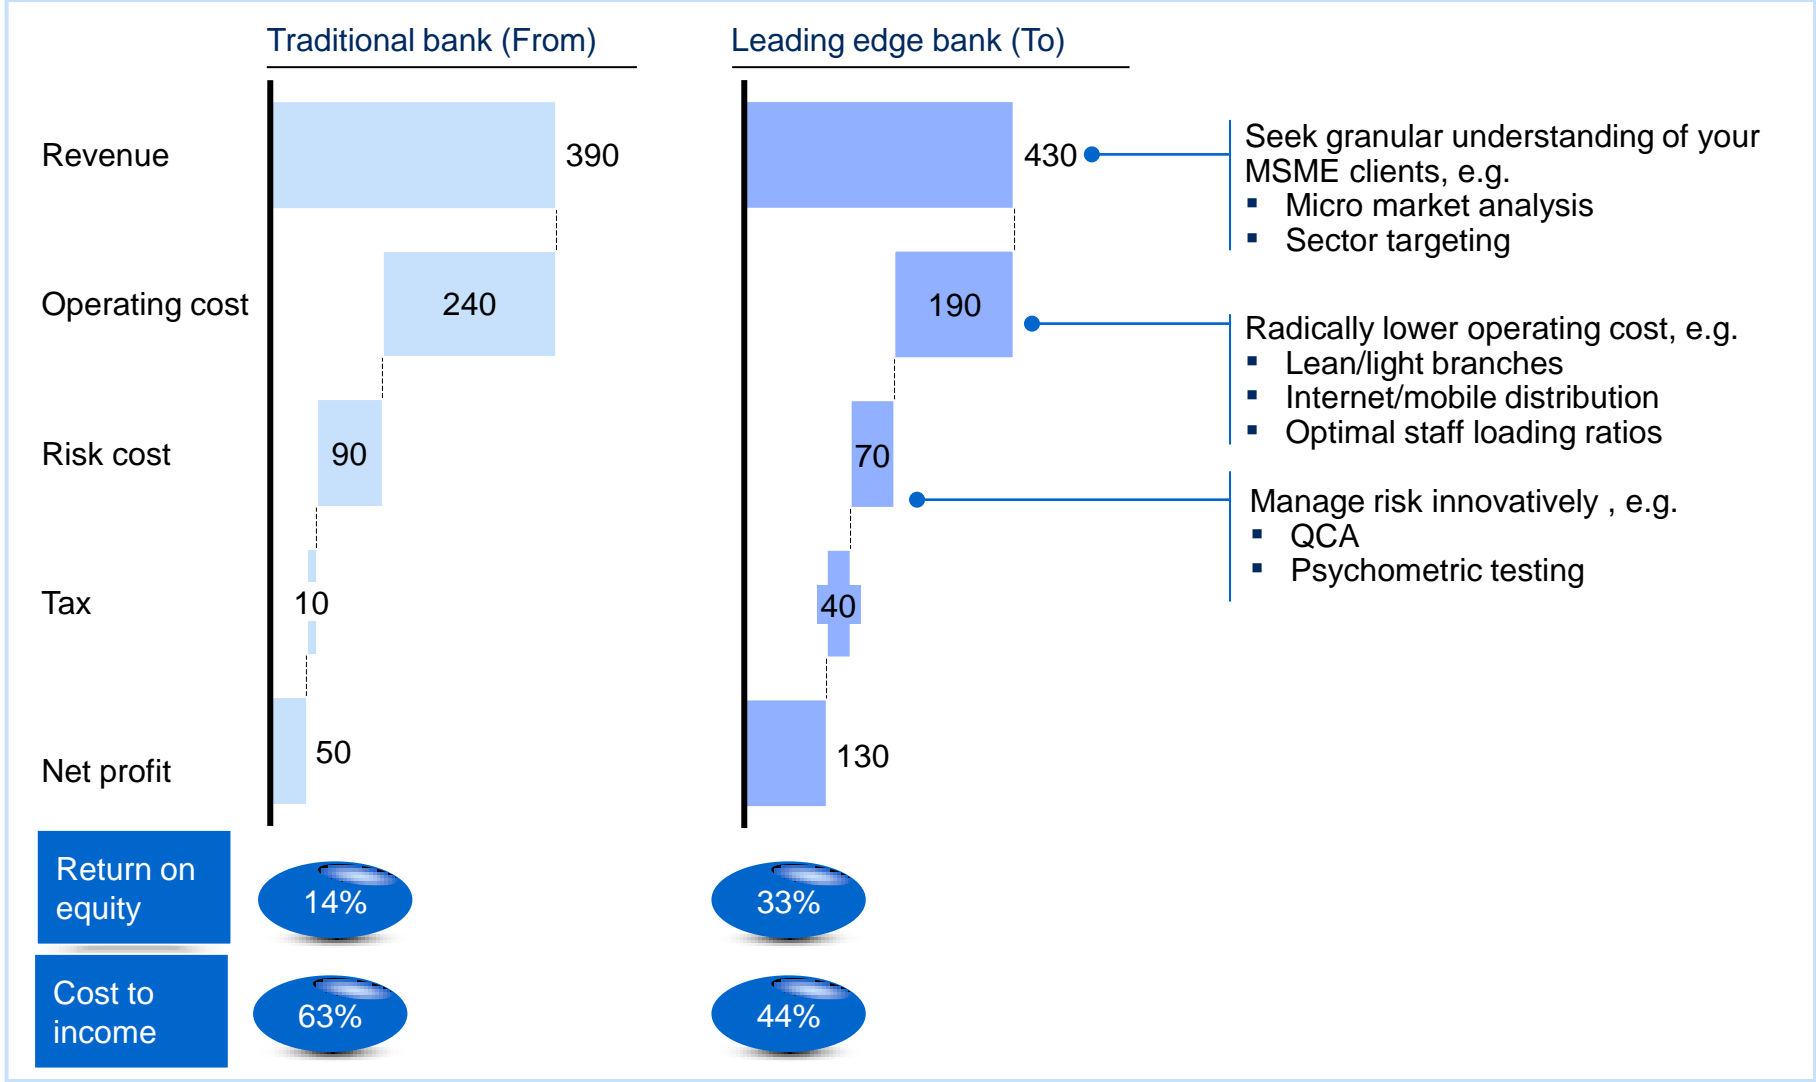 Traditional bank (From)
Leading edge bank (To)
Revenue
390
430
Seek granular understanding of your
MSME clients, e.g.
▪ Micro market analysis
▪ Sector targeting
Operating cost
240
190
Radically lower operating cost, e.g.
▪ Lean/light branches
▪ Internet/mobile distribution
▪ Optimal staff loading ratios
Risk cost
90
70
Manage risk innovatively , e.g.
▪ QCA
▪ Psychometric testing
Tax
10
40
Net profit
50
130
Return on
equity
14%
33%
Cost to
income
63%
44%